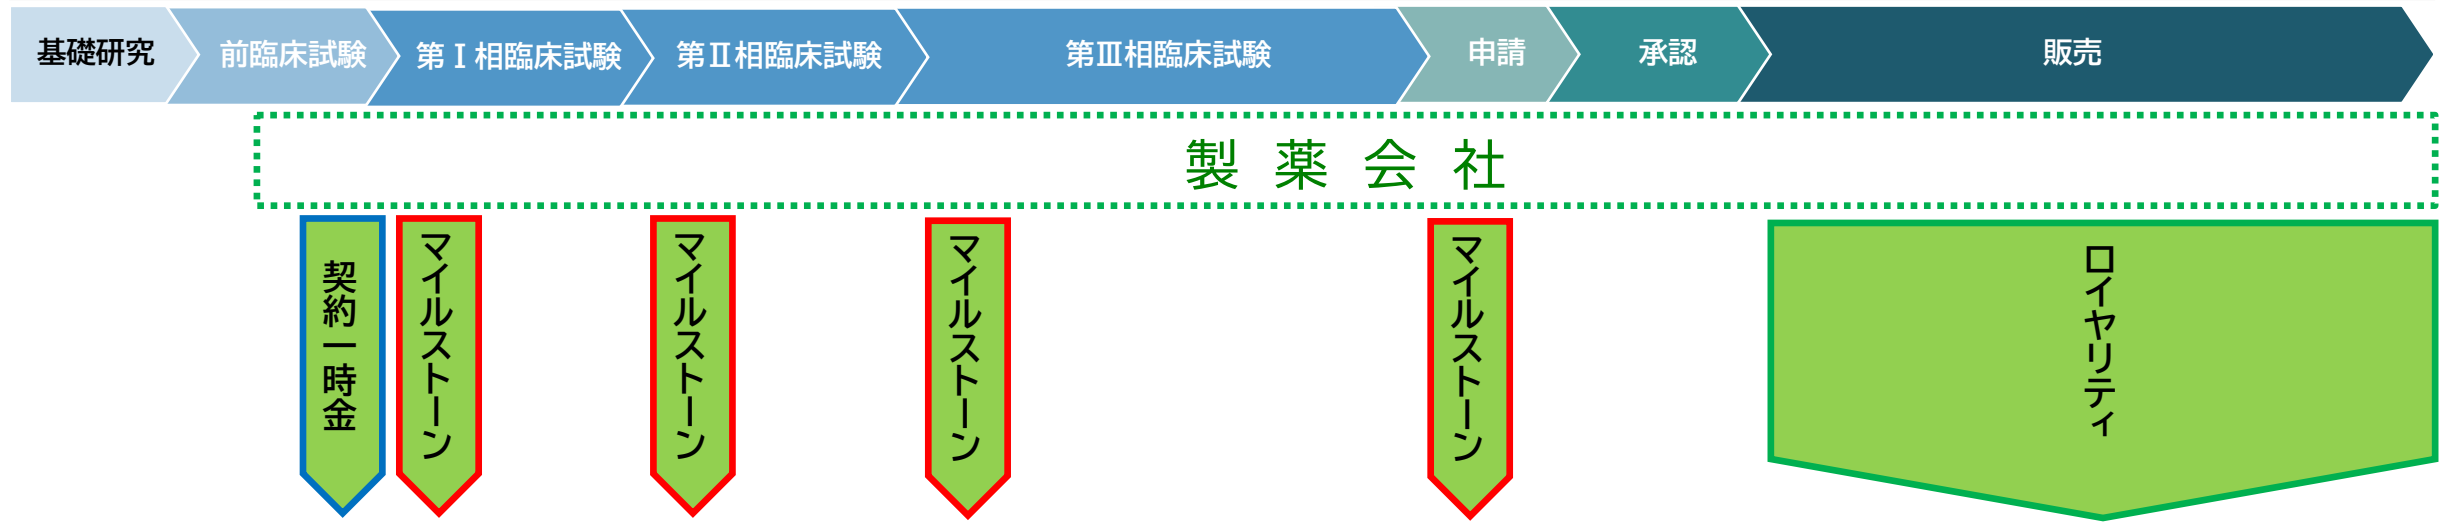 基礎研究
前臨床試験
第Ⅰ相臨床試験
第Ⅱ相臨床試験
第Ⅲ相臨床試験
申請
承認
販売
製薬会社
契約一時金
マイルストーン
マイルストーン
マイルストーン
マイルストーン
ロイヤリティ